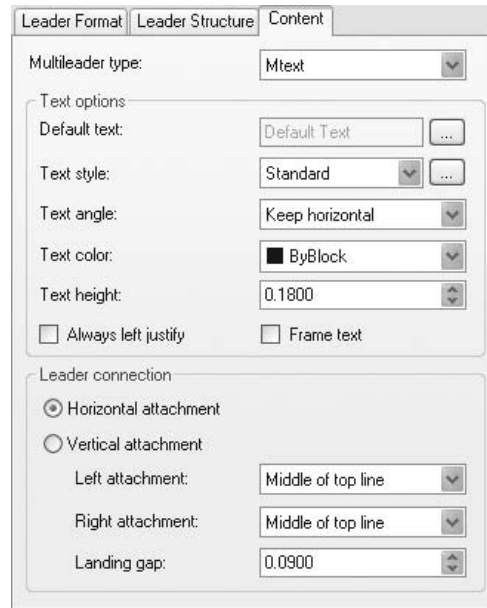 Leader Format Leader Structure Content
Multileader type: Mtext
Text options
Default text: Default Text ...
Text style: Standard ...
Text angle: Keep horizontal
Text color: ByBlock
Text height: 0.1800
Always left justify Frame text
Leader connection
Horizontal attachment
Vertical attachment
Left attachment: Middle of top line
Right attachment: Middle of top line
Landing gap: 0.0900